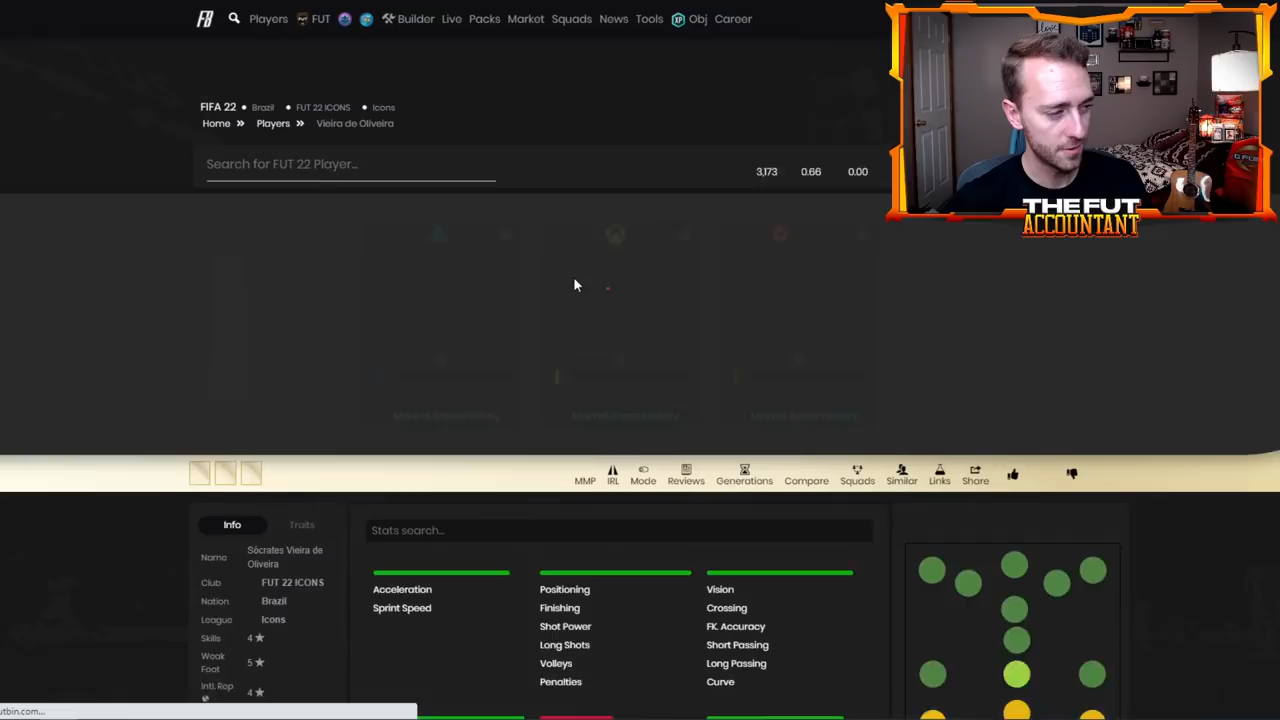 FB Players FUT Builder Live Packs Market Squads News Tools XP Obj Career
FIFA 22 • Brazil • FUT 22 ICONS • Icons
Home » Players » Vieira de Oliveira
Search for FUT 22 Player...
3,173 0.66 0.00
THE FUT
ACCOUNTANT
MMP IRL Mode Reviews Generations Compare Squads Similar Links Share
Info Traits
Name Sócrates Vieira de Oliveira
Club FUT 22 ICONS
Nation Brazil
League Icons
Skills 4★
Weak Foot 5★
Intl. Rep 4★
Stats search...
Acceleration
Sprint Speed
Positioning
Finishing
Shot Power
Long Shots
Volleys
Penalties
Vision
Crossing
FK. Accuracy
Short Passing
Long Passing
Curve
utbin.com...